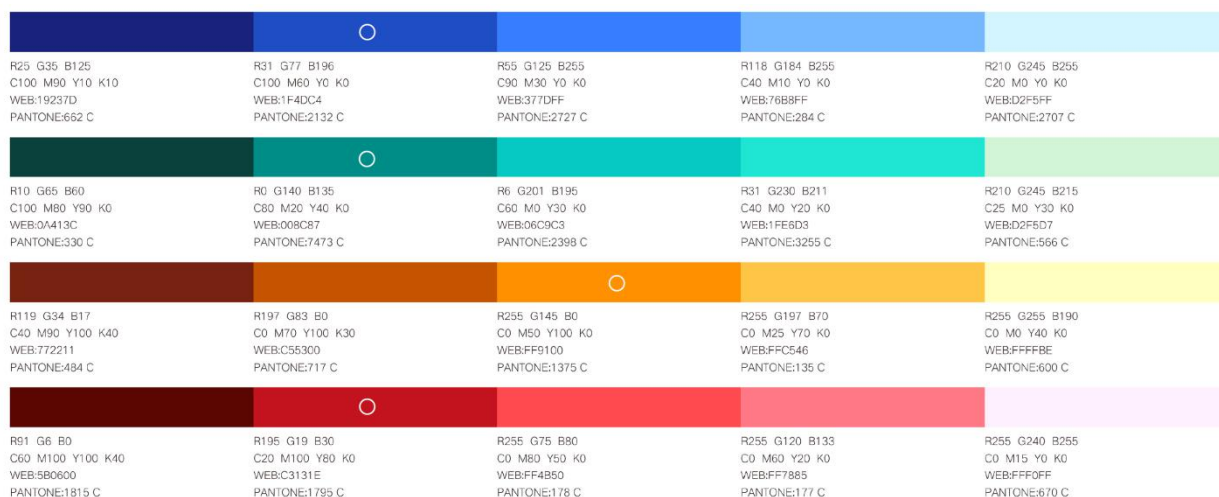 R25 G35 B125
C100 M90 Y10 K10
WEB:19237D
PANTONE:662 C
R31 G77 B196
C100 M60 Y0 K0
WEB:1F4DC4
PANTONE:2132 C
R55 G125 B255
C90 M30 Y0 K0
WEB:377DFF
PANTONE:2727 C
R118 G184 B255
C40 M10 Y0 K0
WEB:76B8FF
PANTONE:284 C
R210 G245 B255
C20 M0 Y0 K0
WEB:D2F5FF
PANTONE:2707 C
R10 G65 B60
C100 M80 Y90 K0
WEB:0A413C
PANTONE:330 C
R0 G140 B135
C80 M20 Y40 K0
WEB:008C87
PANTONE:7473 C
R6 G201 B195
C60 M0 Y30 K0
WEB:06C9C3
PANTONE:2398 C
R31 G230 B211
C40 M0 Y20 K0
WEB:1FE6D3
PANTONE:3255 C
R210 G245 B215
C25 M0 Y30 K0
WEB:D2F5D7
PANTONE:566 C
R119 G34 B17
C40 M90 Y100 K40
WEB:772211
PANTONE:484 C
R197 G83 B0
C0 M70 Y100 K30
WEB:C55300
PANTONE:717 C
R255 G145 B0
C0 M50 Y100 K0
WEB:FF9100
PANTONE:1375 C
R255 G197 B70
C0 M25 Y70 K0
WEB:FFC546
PANTONE:135 C
R255 G255 B190
C0 M0 Y40 K0
WEB:FFFFBE
PANTONE:600 C
R91 G6 B0
C60 M100 Y100 K40
WEB:5B0600
PANTONE:1815 C
R195 G19 B30
C20 M100 Y80 K0
WEB:C3131E
PANTONE:1795 C
R255 G75 B80
C0 M80 Y50 K0
WEB:FF4B50
PANTONE:178 C
R255 G120 B133
C0 M60 Y20 K0
WEB:FF7885
PANTONE:177 C
R255 G240 B255
C0 M15 Y0 K0
WEB:FFF0FF
PANTONE:670 C